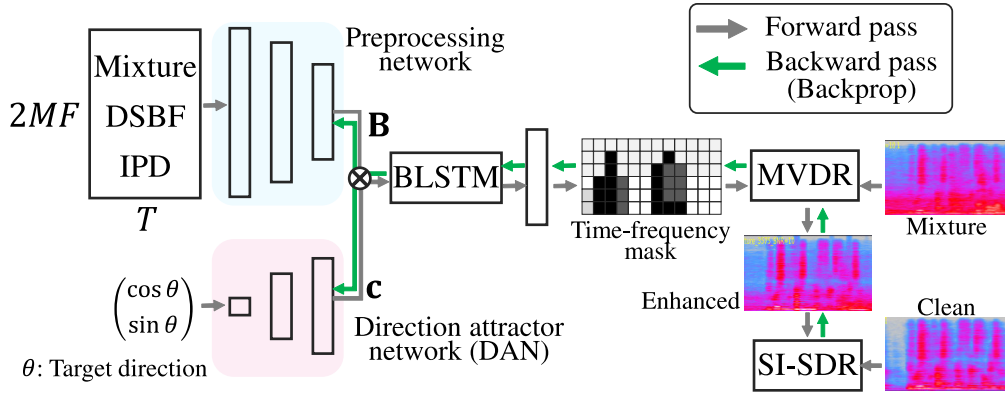 Forward pass
Backward pass
(Backprop)
Preprocessing
network
Mixture
DSBF
IPD
2MF
T
B
BLSTM
Time-frequency
mask
MVDR
Mixture
Enhanced
Clean
SI-SDR
c
cos θ
sin θ
Direction attractor
network (DAN)
θ: Target direction